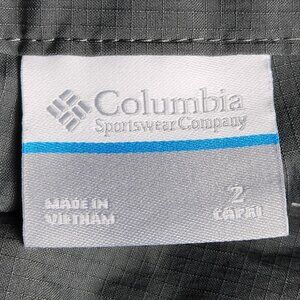 Columbia
Sportswear Company
MADE IN
VIETNAM
2
CAPRI